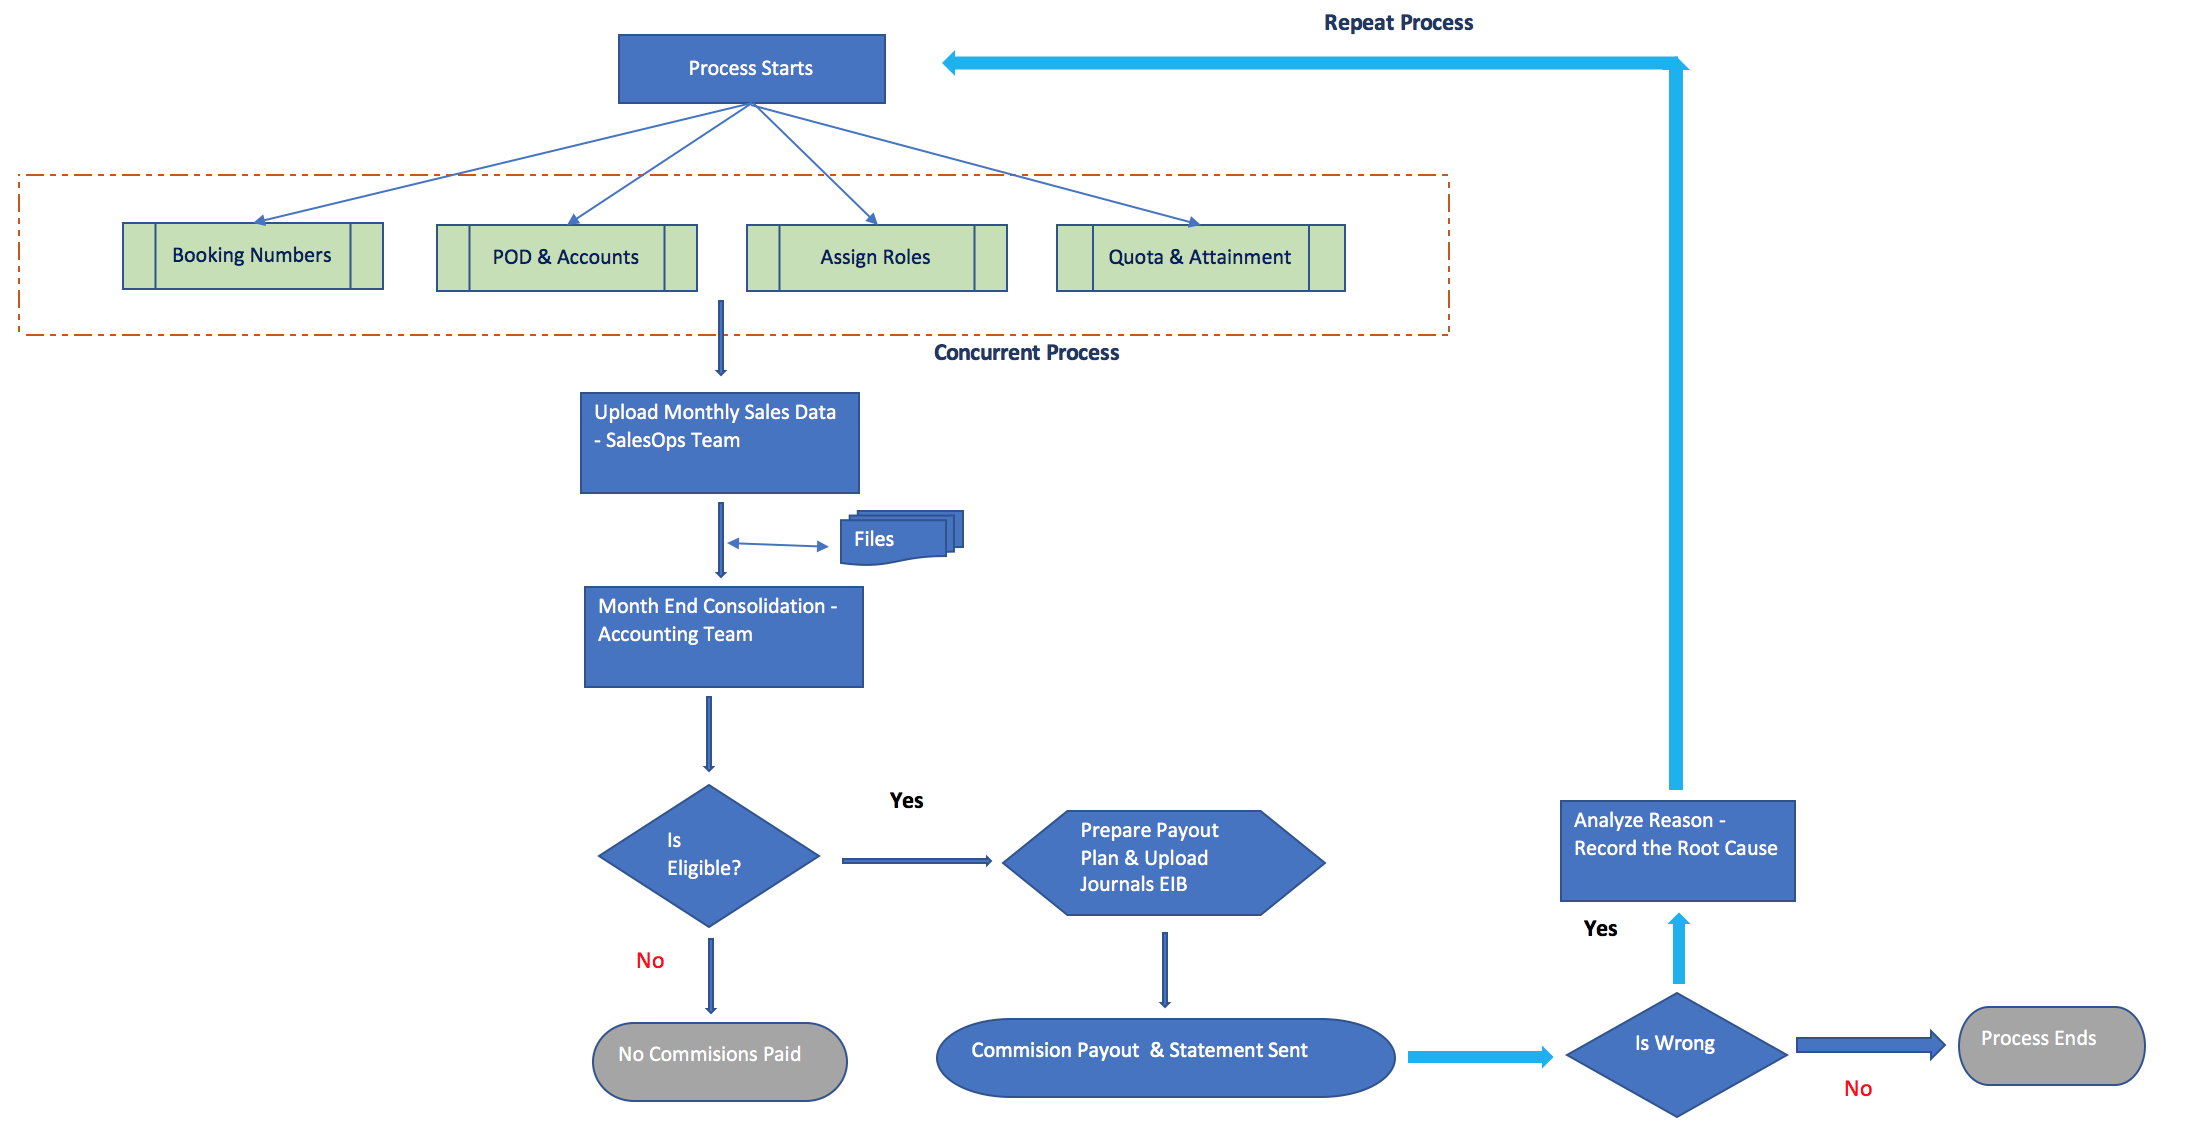 Repeat Process
Process Starts
Booking Numbers
POD & Accounts
Assign Roles
Quota & Attainment
Concurrent Process
Upload Monthly Sales Data
- SalesOps Team
Files
Month End Consolidation -
Accounting Team
Is
Eligible?
Yes
Prepare Payout
Plan & Upload
Journals EIB
No
No Commisions Paid
Commision Payout & Statement Sent
Analyze Reason -
Record the Root Cause
Yes
Is Wrong
No
Process Ends